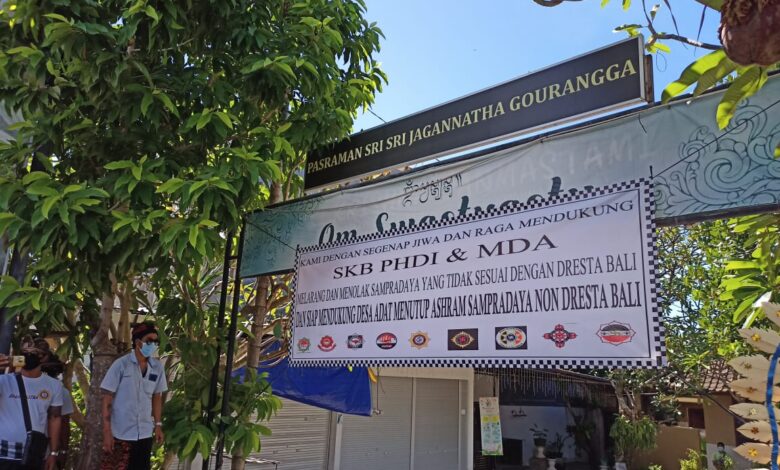 PASRAMAN SRI SRI JAGANNATHA GOURANGGA
Om Swastyastu
KAMI DENGAN SEGENAP JIWA DAN RAGA MENDUKUNG
SKB PHDI & MDA
MELARANG DAN MENOLAK SAMPRADAYA YANG TIDAK SESUAI DENGAN DRESTA BALI
DAN SIAP MENDUKUNG DESA ADAT MENUTUP ASHRAM SAMPRADAYA NON DRESTA BALI